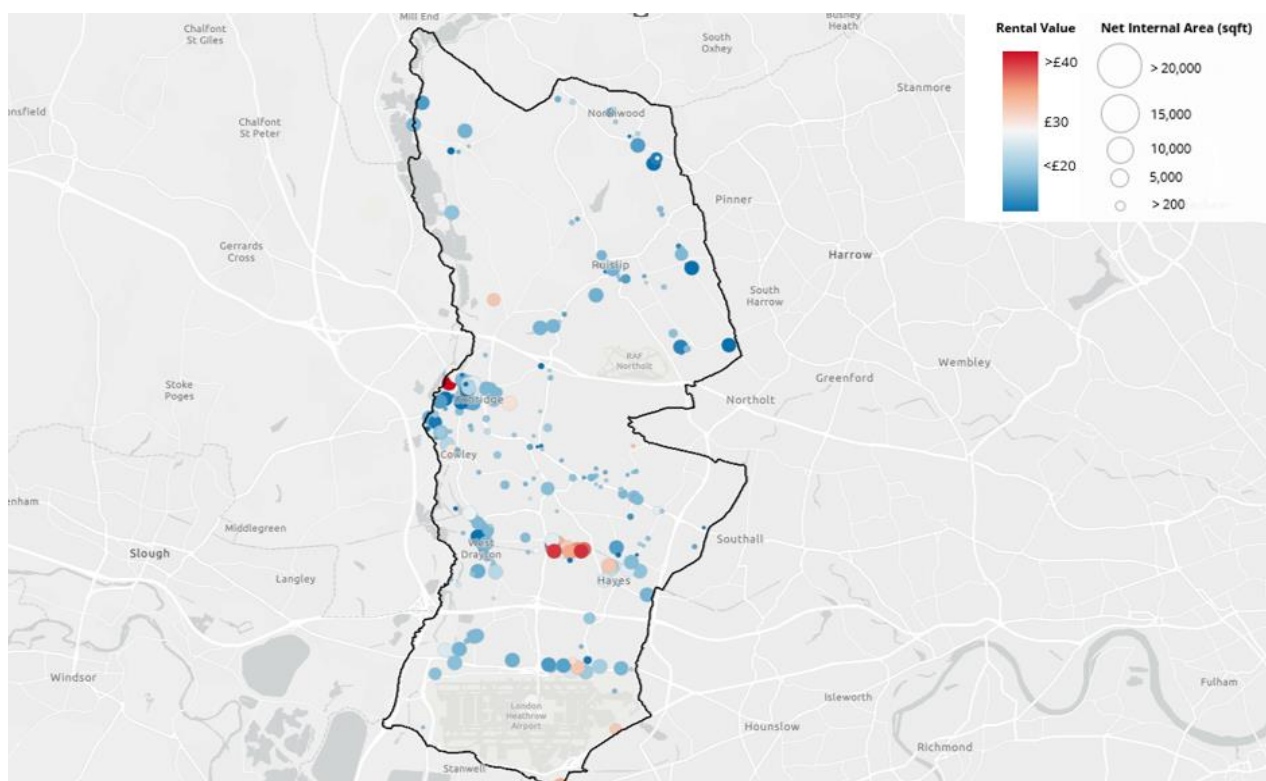 Mill End
Chalfont
St Giles
Bushey
Heath
South
Oxhey
Rental Value
Net Internal Area (sqft)
>£40
> 20,000
Stanmore
onsfield
Chalfont
St Peter
Northwood
£30
15,000
<£20
10,000
5,000
> 200
Pinner
Gerrards
Cross
Harrow
Ruislip
South
Harrow
RAF
Northolt
Wembley
Stoke
Poges
Greenford
Uxbridge
Northolt
Cowley
enham
Middlegreen
Slough
West
Drayton
Southall
Langley
Hayes
Windsor
London
Heathrow
Airport
Isleworth
Fulham
Hounslow
Richmond
Stanwell